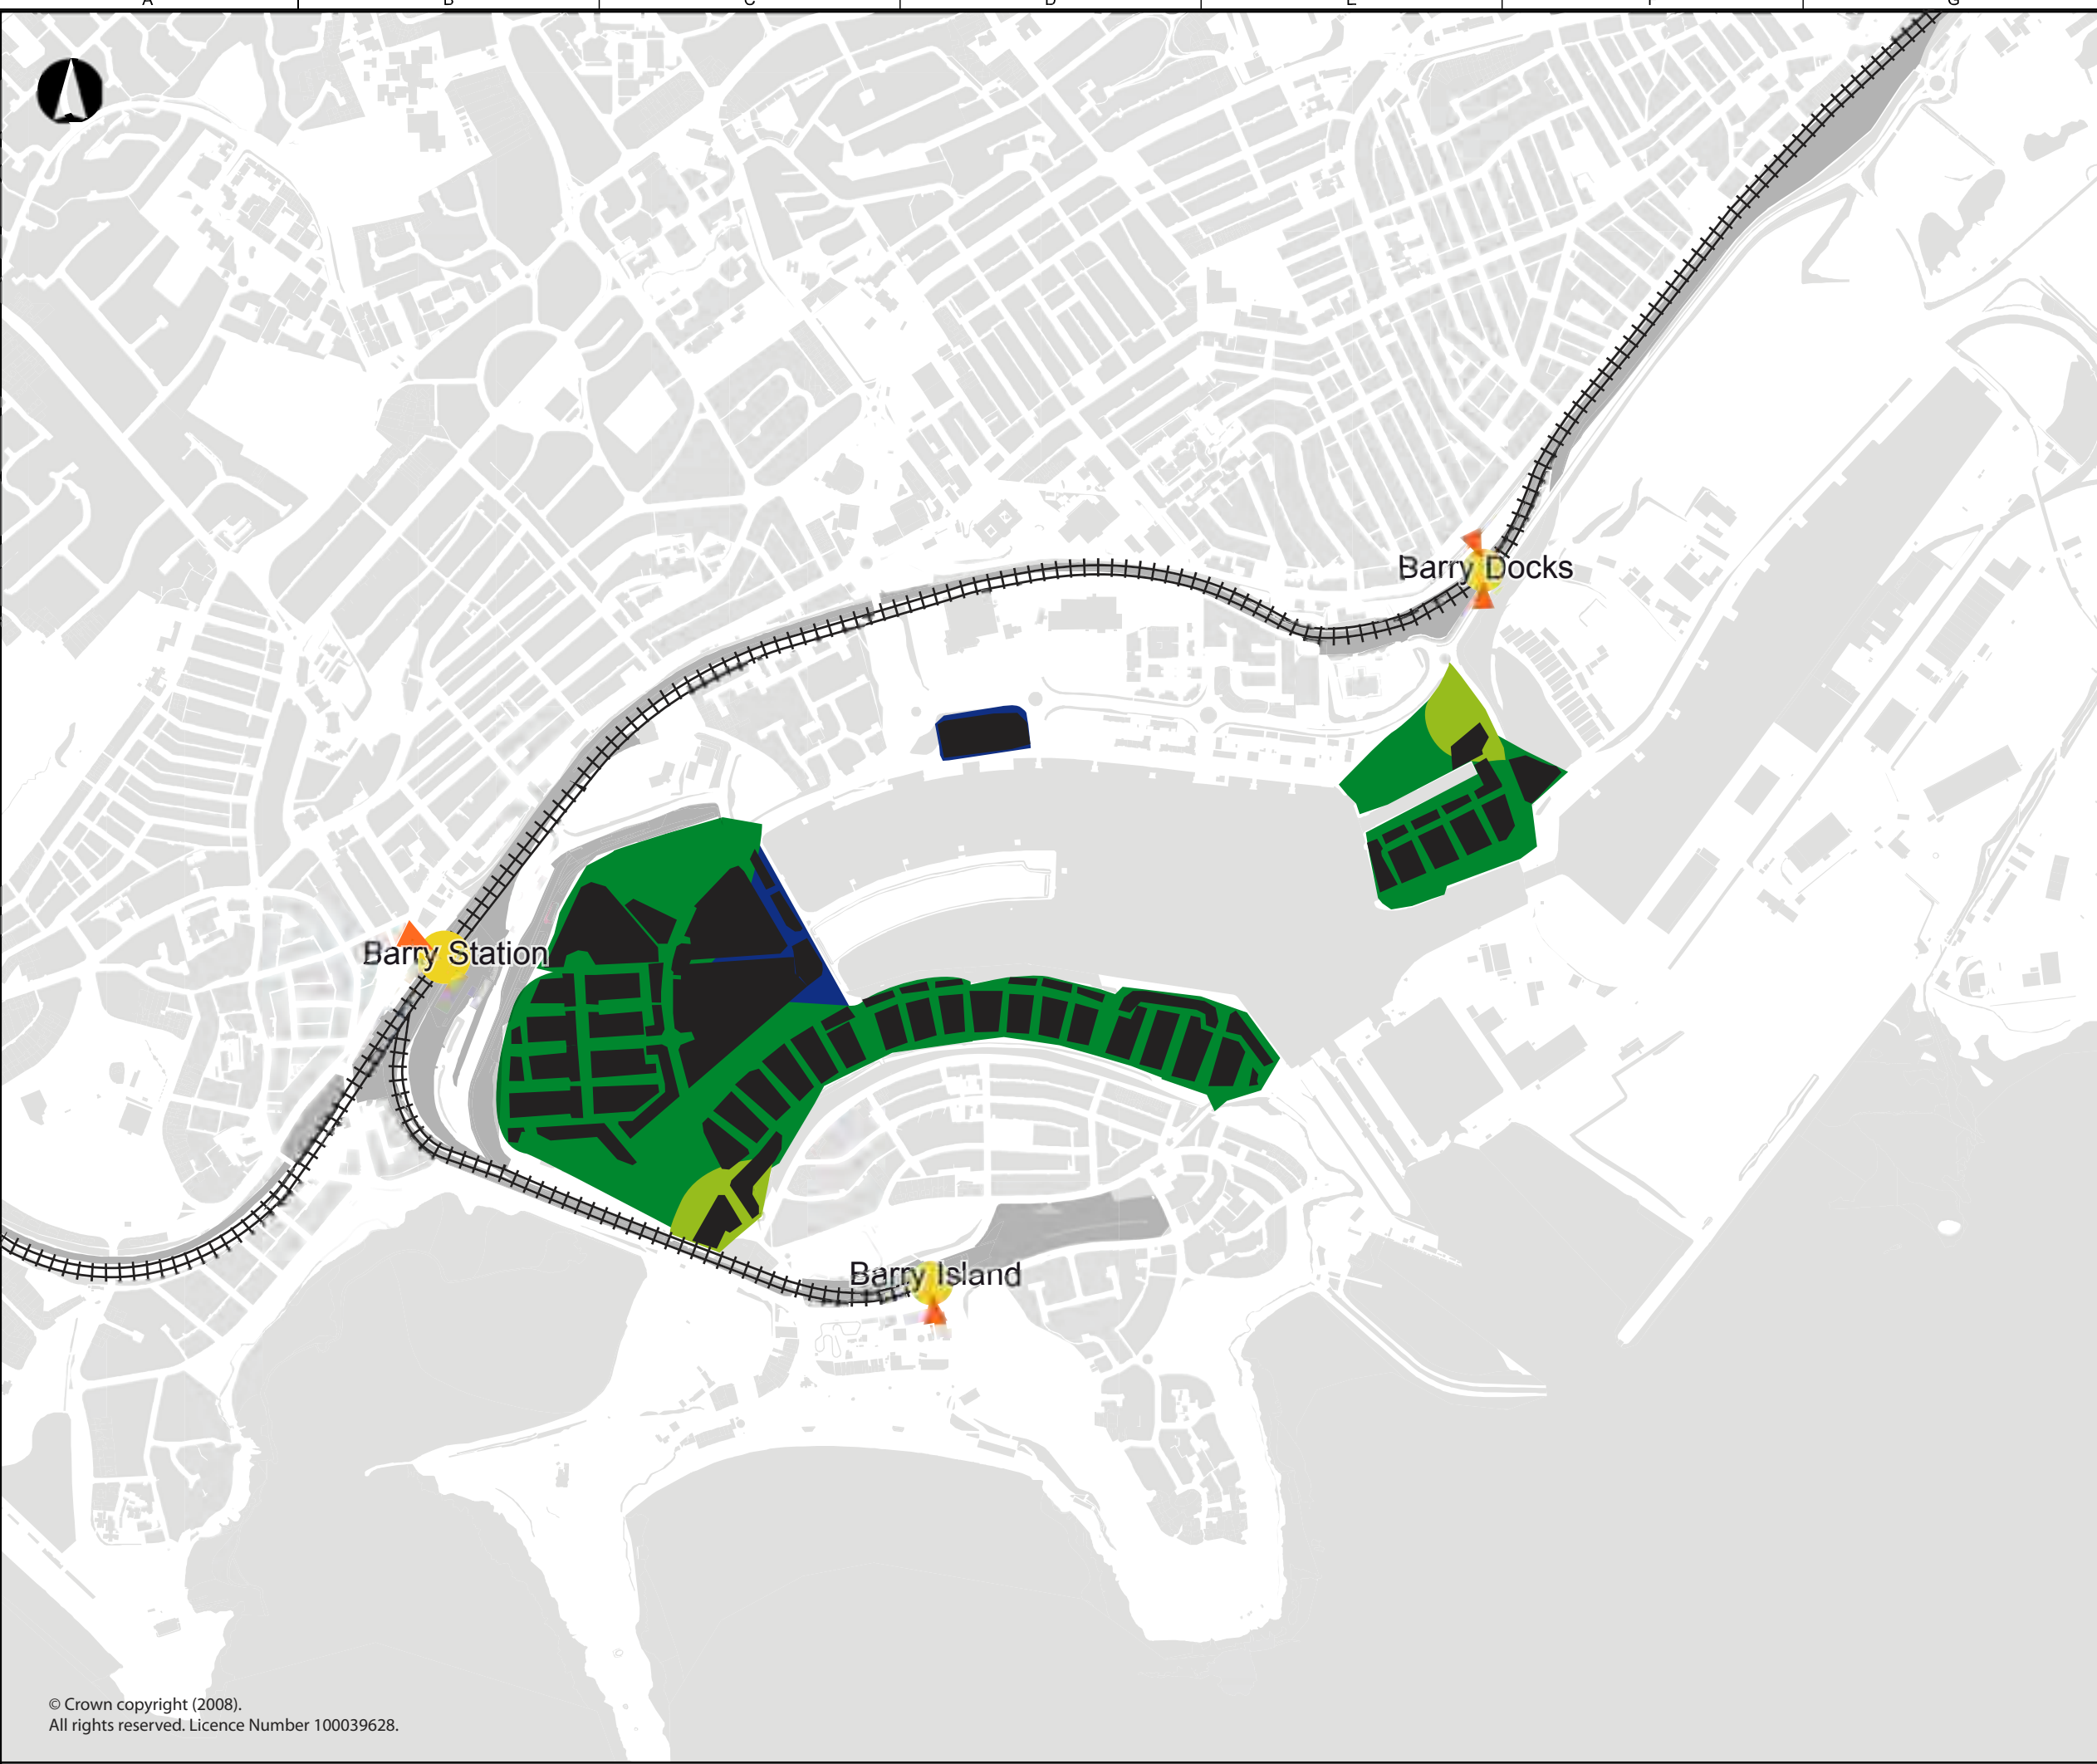 A B C D E F G
Barry Docks
Barry Station
Barry Island
© Crown copyright (2008).
All rights reserved. Licence Number 100039628.